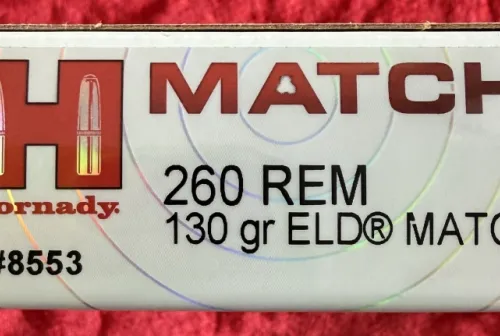 H MATCH
ornady.
260 REM
130 gr ELD® MATC
#8553